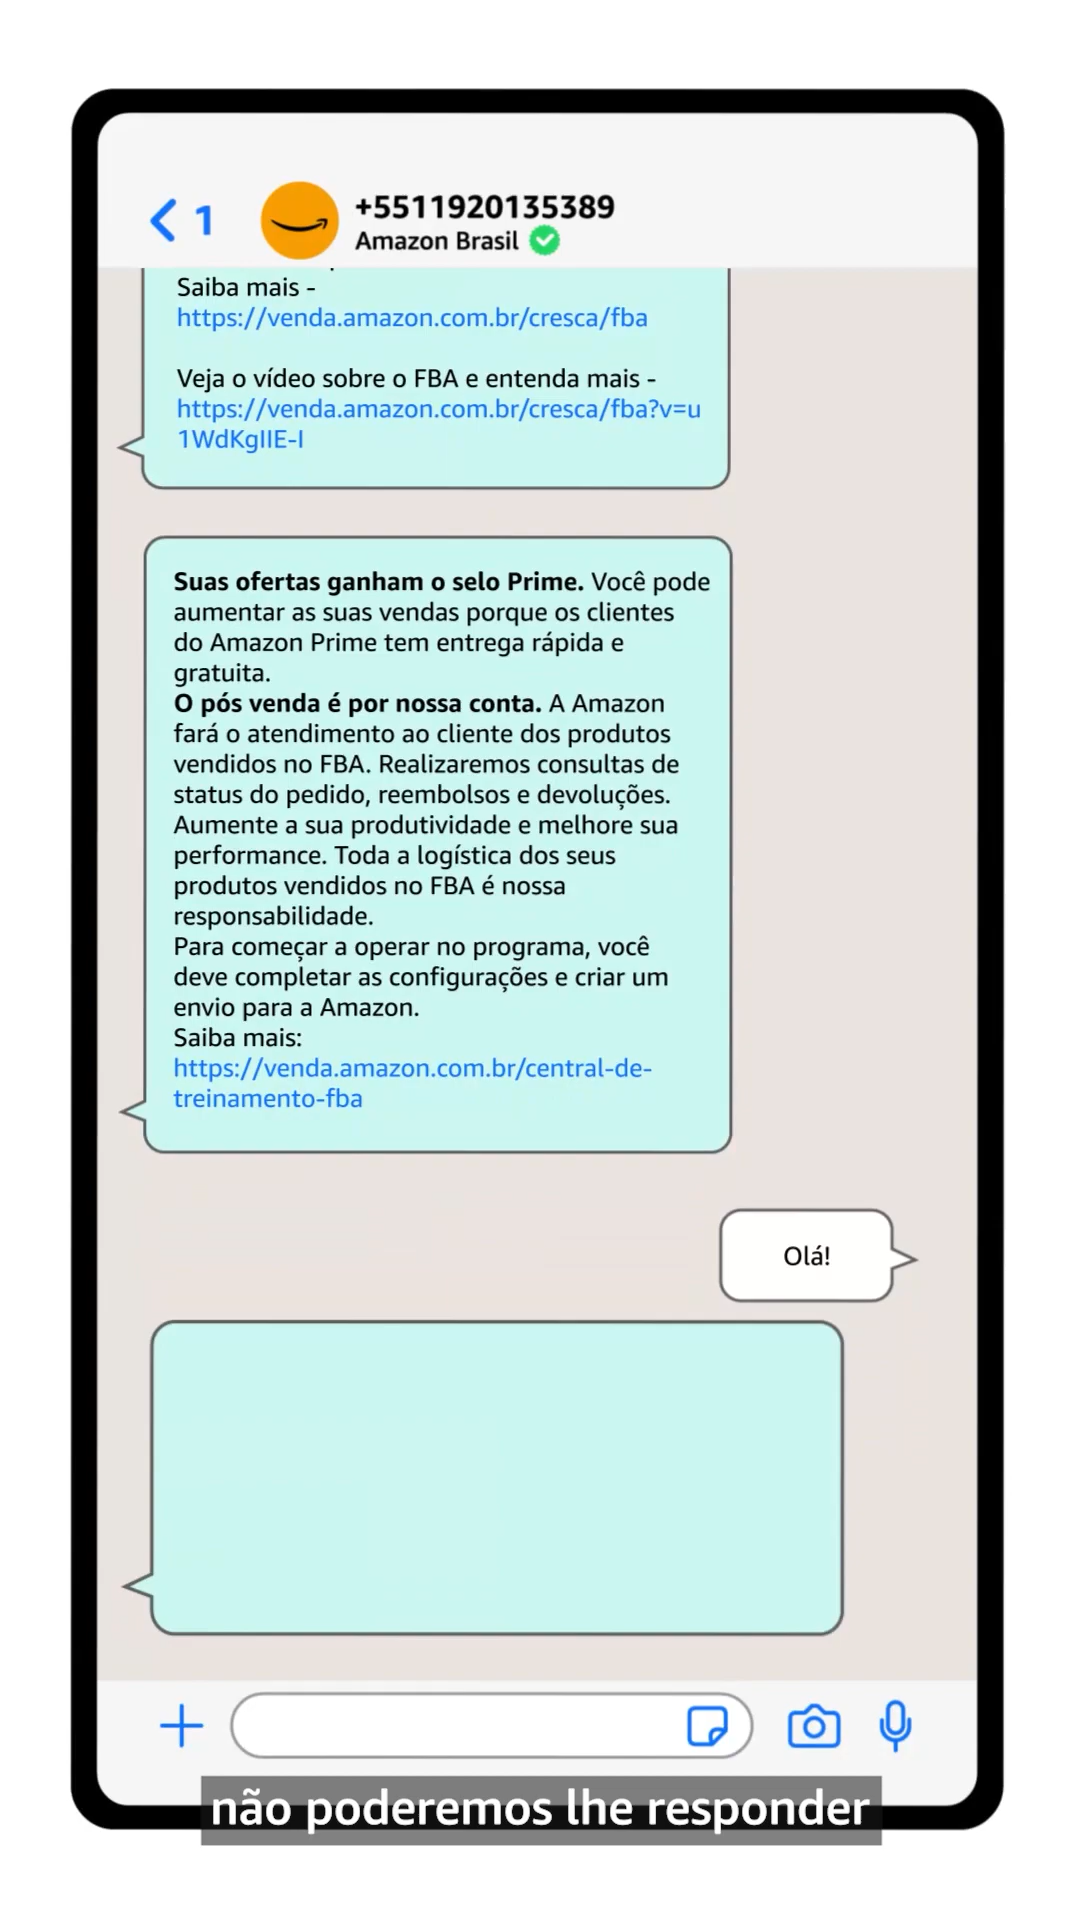 1
+5511920135389
Amazon Brasil
Saiba mais -
https://venda.amazon.com.br/cresca/fba
Veja o vídeo sobre o FBA e entenda mais -
https://venda.amazon.com.br/cresca/fba?v=u
1WdKgIIE-I
Suas ofertas ganham o selo Prime. Você pode
aumentar as suas vendas porque os clientes
do Amazon Prime tem entrega rápida e
gratuita.
O pós venda é por nossa conta. A Amazon
fará o atendimento ao cliente dos produtos
vendidos no FBA. Realizaremos consultas de
status do pedido, reembolsos e devoluções.
Aumente a sua produtividade e melhore sua
performance. Toda a logística dos seus
produtos vendidos no FBA é nossa
responsabilidade.
Para começar a operar no programa, você
deve completar as configurações e criar um
envio para a Amazon.
Saiba mais:
https://venda.amazon.com.br/central-de-
treinamento-fba
Olá!
não poderemos lhe responder